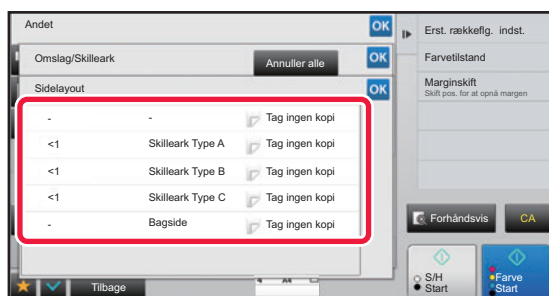 Andet
OK
Omslag/Skilleark
Annuller alle
OK
Sidelayout
OK
- - Tag ingen kopi
<1 Skilleark Type A Tag ingen kopi
<1 Skilleark Type B Tag ingen kopi
<1 Skilleark Type C Tag ingen kopi
- Bagside Tag ingen kopi
Tilbage
Erst. rækkeflg. indst.
Farvetilstand
Marginskift
Skift pos. for at opnå margen
Forhåndsvis
CA
S/H
Start
Farve
Start